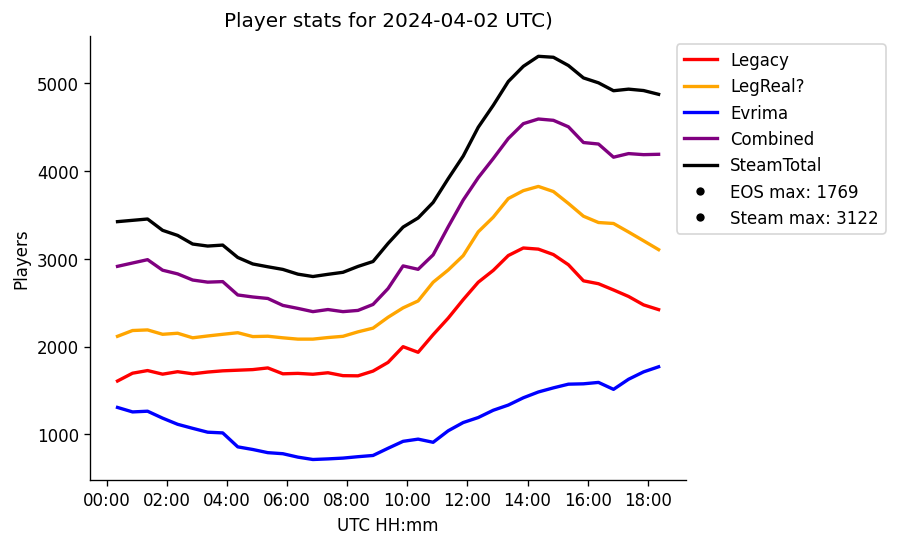 Player stats for 2024-04-02 UTC)
Legacy
LegReal?
Evrima
Combined
SteamTotal
EOS max: 1769
Steam max: 3122
Players
5000
4000
3000
2000
1000
00:00 02:00 04:00 06:00 08:00 10:00 12:00 14:00 16:00 18:00
UTC HH:mm